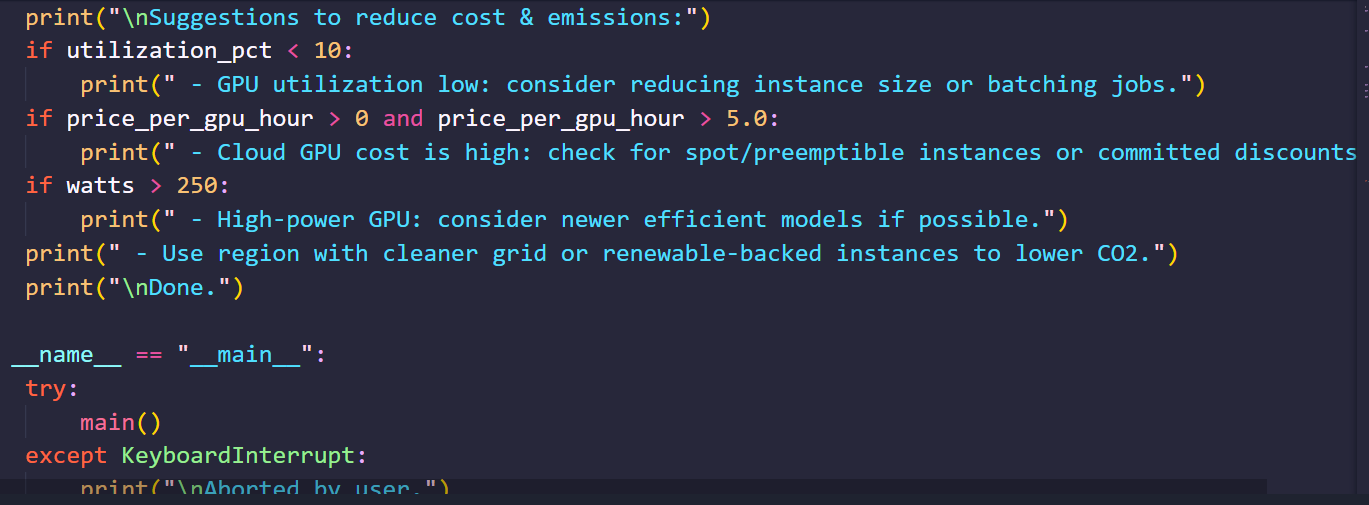 print("\nSuggestions to reduce cost & emissions:")
if utilization_pct < 10:
print(" - GPU utilization low: consider reducing instance size or batching jobs.")
if price_per_gpu_hour > 0 and price_per_gpu_hour > 5.0:
print(" - Cloud GPU cost is high: check for spot/preemptible instances or committed discounts
if watts > 250:
print(" - High-power GPU: consider newer efficient models if possible.")
print(" - Use region with cleaner grid or renewable-backed instances to lower CO2.")
print("\nDone.")
__name__ == "__main__":
try:
main()
except KeyboardInterrupt:
print("\nAborted by user.")